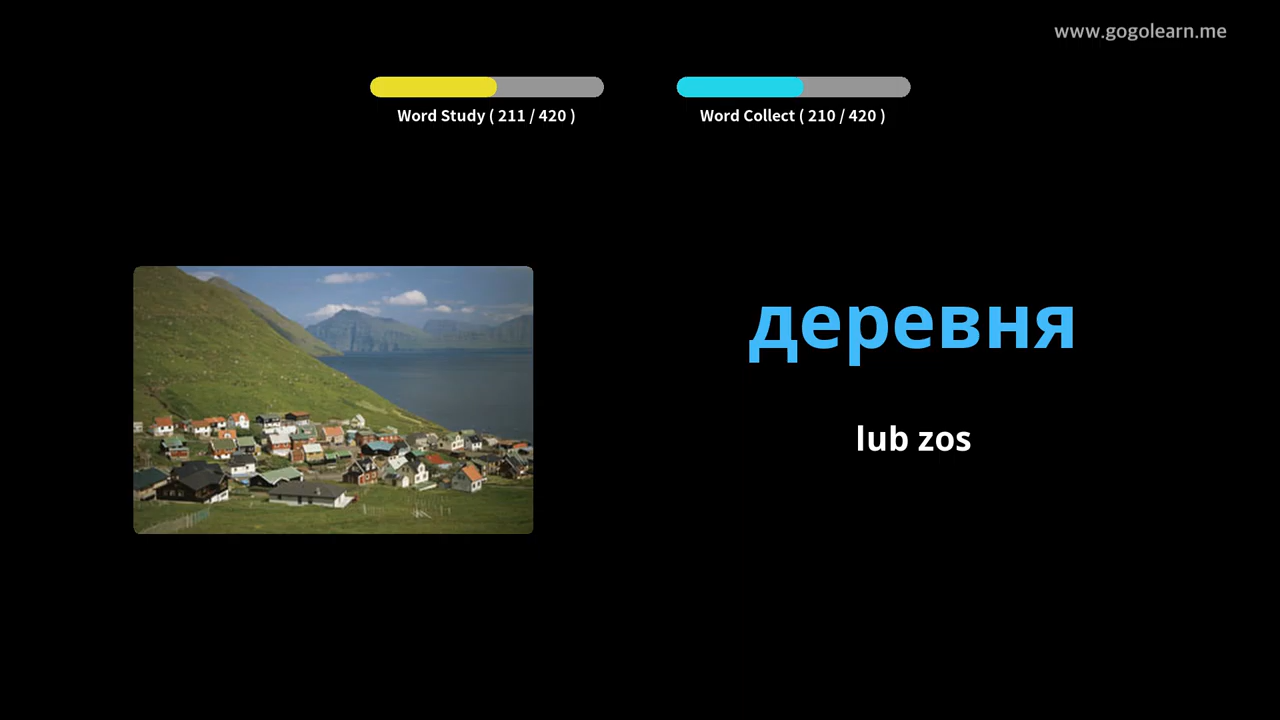 www.gogolearn.me
Word Study ( 211 / 420 )
Word Collect ( 210 / 420 )
деревня
lub zos